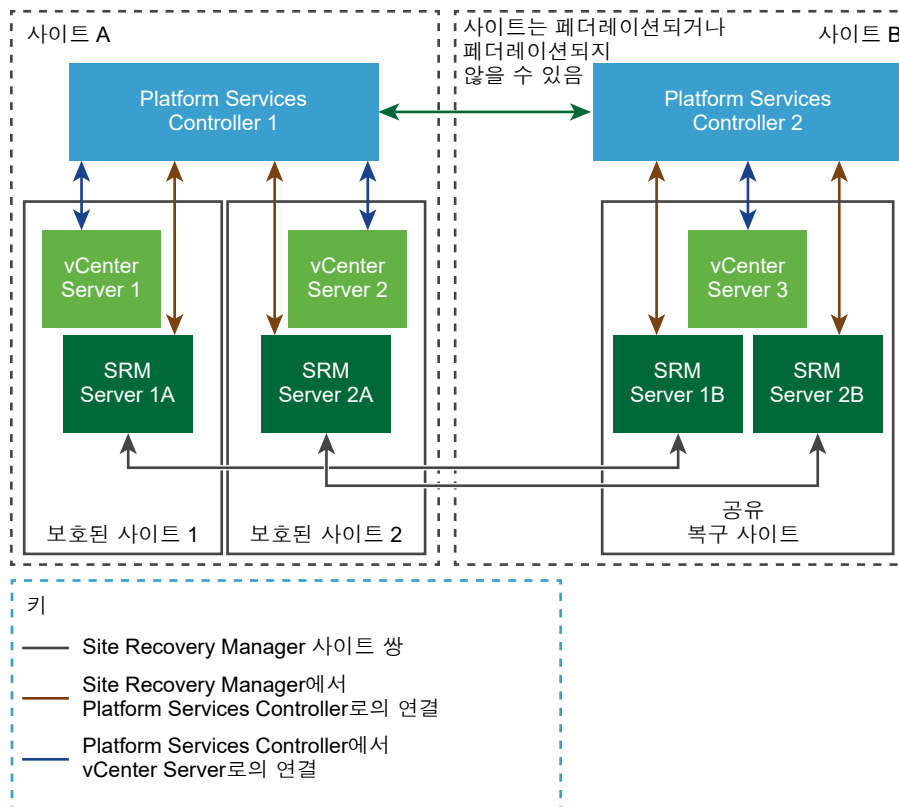 사이트 A
사이트는 페더레이션되거나
페더레이션되지
않을 수 있음
사이트 B
Platform Services
Controller 1
Platform Services
Controller 2
vCenter
Server 1
vCenter
Server 2
vCenter
Server 3
SRM
Server 1A
SRM
Server 2A
SRM
Server 1B
SRM
Server 2B
보호된 사이트 1
보호된 사이트 2
공유
복구 사이트
키
Site Recovery Manager 사이트 쌍
Site Recovery Manager에서
Platform Services Controller로의 연결
Platform Services Controller에서
vCenter Server로의 연결